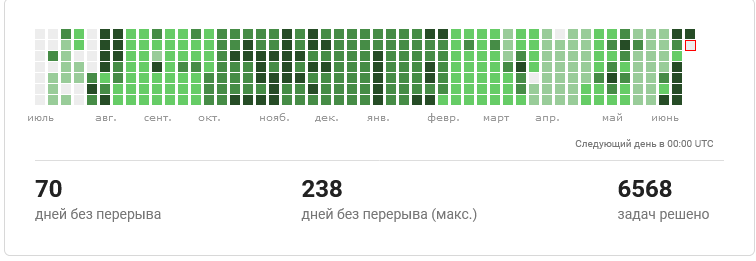 июль авг. сент. окт. нояб. дек. янв. февр. март апр. май июнь
Следующий день в 00:00 UTC
70 238 6568
дней без перерыва дней без перерыва (макс.) задач решено